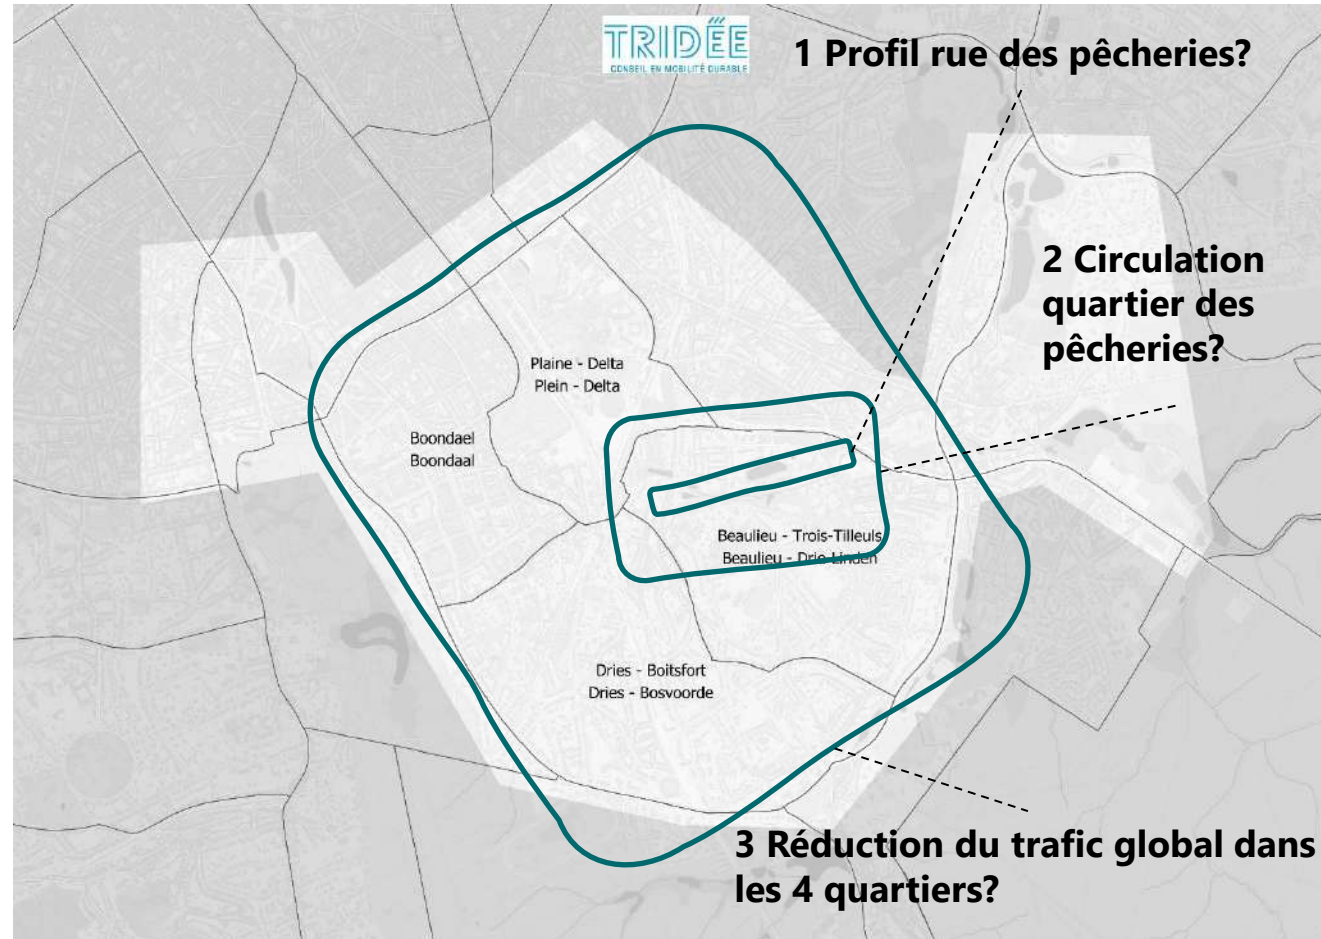 TRIDËE
CONSEIL EN MOBILITÉ DURABLE
1 Profil rue des pêcheries?
2 Circulation
quartier des
pêcheries?
Plaine - Delta
Plein - Delta
Boondael
Boondaal
Beaulieu - Trois-Tilleuls
Beaulieu - Drie Linden
Dries - Boitsfort
Dries - Bosvoorde
3 Réduction du trafic global dans
les 4 quartiers?